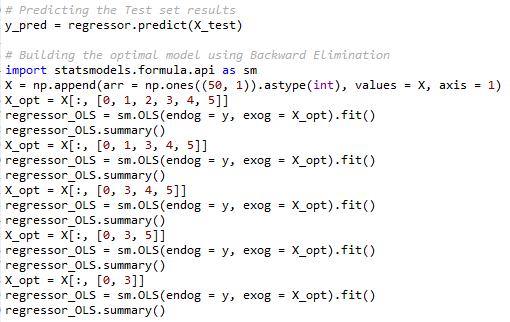 # Predicting the Test set results
y_pred = regressor.predict(X_test)
# Building the optimal model using Backward Elimination
import statsmodels.formula.api as sm
X = np.append(arr = np.ones((50, 1)).astype(int), values = X, axis = 1)
X_opt = X[:, [0, 1, 2, 3, 4, 5]]
regressor_OLS = sm.OLS(endog = y, exog = X_opt).fit()
regressor_OLS.summary()
X_opt = X[:, [0, 1, 3, 4, 5]]
regressor_OLS = sm.OLS(endog = y, exog = X_opt).fit()
regressor_OLS.summary()
X_opt = X[:, [0, 3, 4, 5]]
regressor_OLS = sm.OLS(endog = y, exog = X_opt).fit()
regressor_OLS.summary()
X_opt = X[:, [0, 3, 5]]
regressor_OLS = sm.OLS(endog = y, exog = X_opt).fit()
regressor_OLS.summary()
X_opt = X[:, [0, 3]]
regressor_OLS = sm.OLS(endog = y, exog = X_opt).fit()
regressor_OLS.summary()